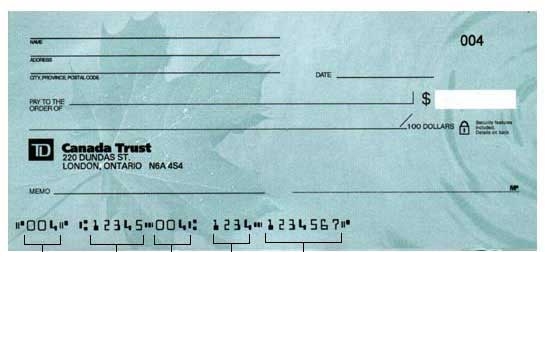 004
NAME
ADDRESS
CITY, PROVINCE, POSTAL CODE
DATE
PAY TO THE
ORDER OF
$
/100 DOLLARS
Security features
included.
Details on back.
TD Canada Trust
220 DUNDAS ST.
LONDON, ONTARIO N6A 4S4
MEMO
MP
⑈004⑈ ⑆12345⑉004⑆ 1234⑉1234567⑈